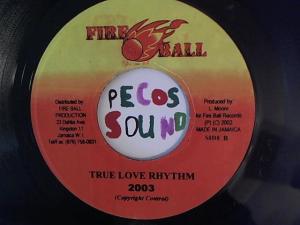 FIRE BALL
PECOS
SOUND
Distributed by
FIRE BALL
PRODUCTION
Kingston 11
Jamaica W.I.
Produced by
L. Moore
for Fire Ball Records
(P) (C) 2003
MADE IN JAMAICA
TRUE LOVE RHYTHM
2003
(Copyright Control)